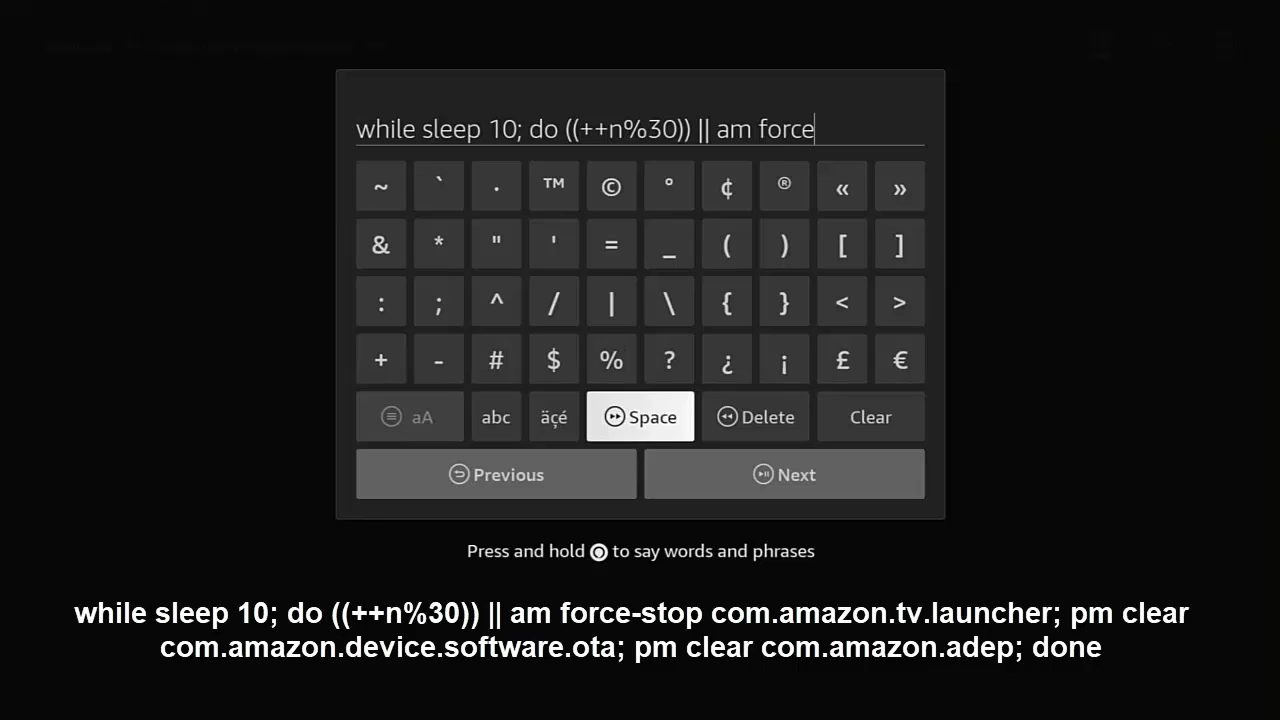 while sleep 10; do ((++n%30)) || am force
~ ` · ™ © ° ¢ ® « »
& * " ' = _ ( ) [ ]
: ; ^ / | \ { } < >
+ - # $ % ? ¿ ¡ £ €
aA abc äçé Space Delete Clear
Previous Next
Press and hold to say words and phrases
while sleep 10; do ((++n%30)) || am force-stop com.amazon.tv.launcher; pm clear
com.amazon.device.software.ota; pm clear com.amazon.adep; done